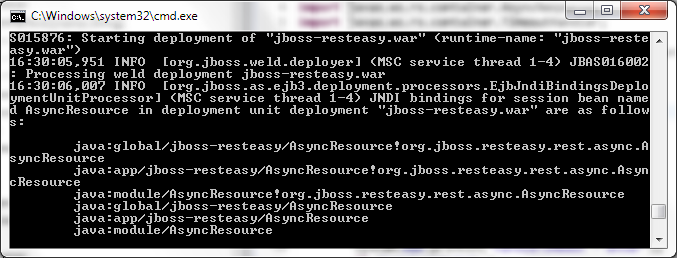 C:\Windows\system32\cmd.exe
S015876: Starting deployment of "jboss-resteasy.war" (runtime-name: "jboss-reste
asy.war")
16:30:05,951 INFO  [org.jboss.weld.deployer] (MSC service thread 1-4) JBAS016002
: Processing weld deployment jboss-resteasy.war
16:30:06,007 INFO  [org.jboss.as.ejb3.deployment.processors.EjbJndiBindingsDeplo
ymentUnitProcessor] (MSC service thread 1-4) JNDI bindings for session bean name
d AsyncResource in deployment unit deployment "jboss-resteasy.war" are as follow
s:
java:global/jboss-resteasy/AsyncResource!org.jboss.resteasy.rest.async.A
syncResource
java:app/jboss-resteasy/AsyncResource!org.jboss.resteasy.rest.async.Asyn
cResource
java:module/AsyncResource!org.jboss.resteasy.rest.async.AsyncResource
java:global/jboss-resteasy/AsyncResource
java:app/jboss-resteasy/AsyncResource
java:module/AsyncResource